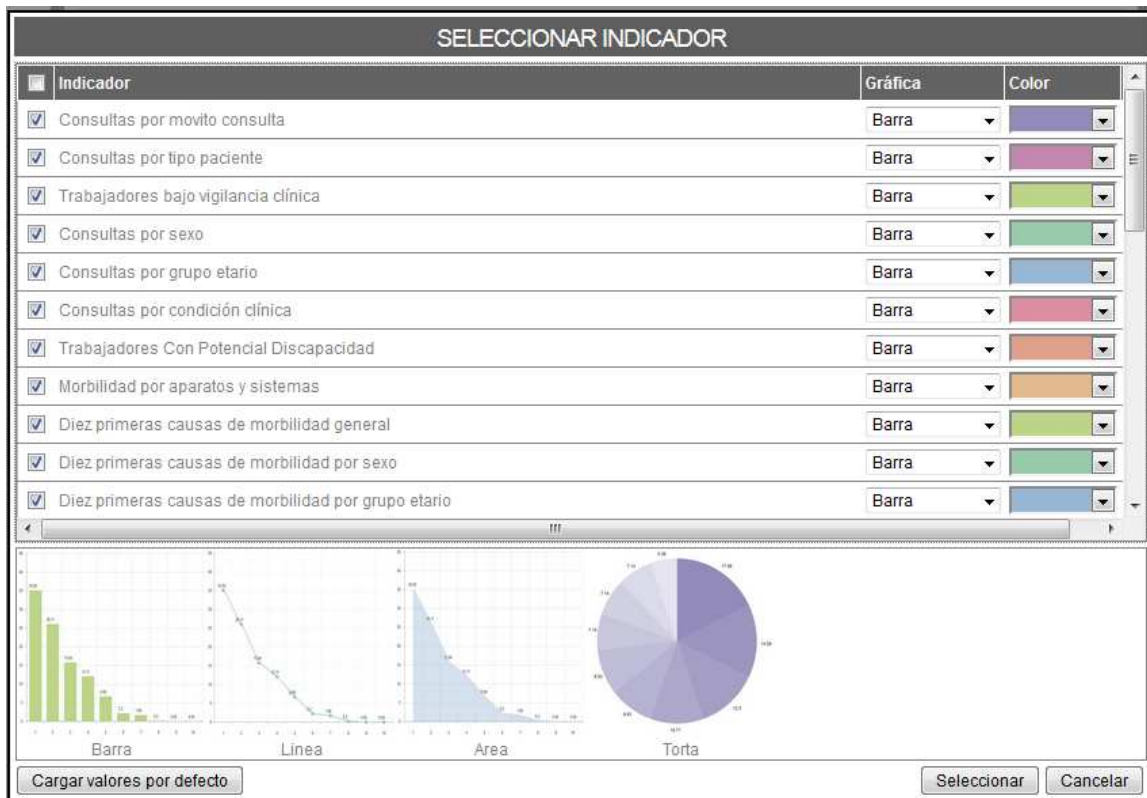 SELECCIONAR INDICADOR
Indicador Gráfica Color
Consultas por movito consulta Barra
Consultas por tipo paciente Barra
Trabajadores bajo vigilancia clínica Barra
Consultas por sexo Barra
Consultas por grupo etario Barra
Consultas por condición clínica Barra
Trabajadores Con Potencial Discapacidad Barra
Morbilidad por aparatos y sistemas Barra
Diez primeras causas de morbilidad general Barra
Diez primeras causas de morbilidad por sexo Barra
Diez primeras causas de morbilidad por grupo etario Barra
Barra Línea Area Torta
Cargar valores por defecto Seleccionar Cancelar